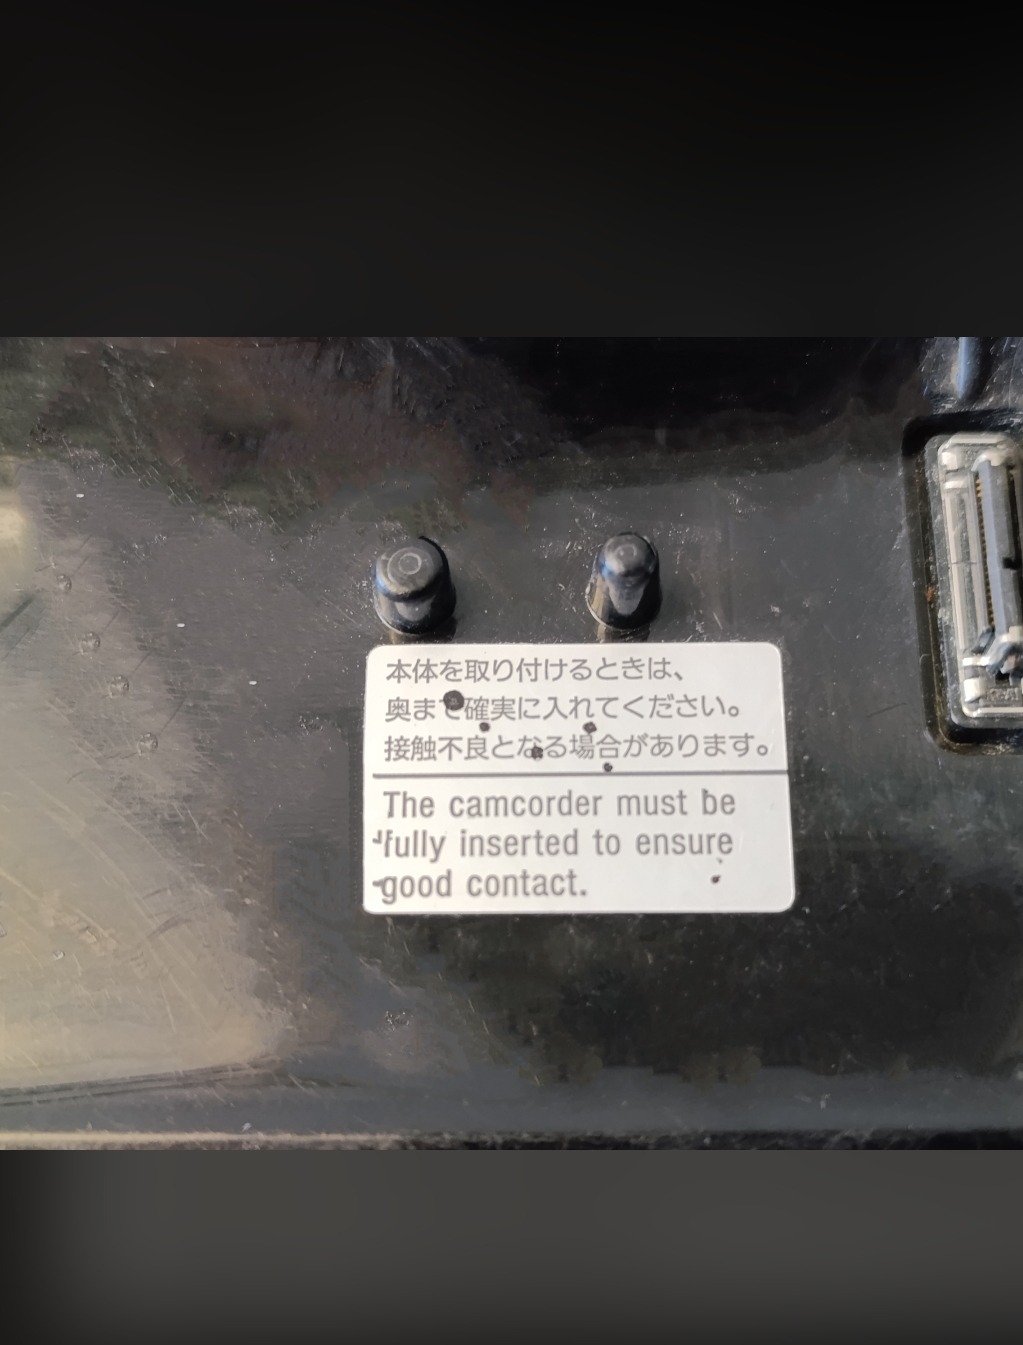 本体を取り付けるときは、
奥まで確実に入れてください。
接触不良となる場合があります。
The camcorder must be
fully inserted to ensure
good contact.